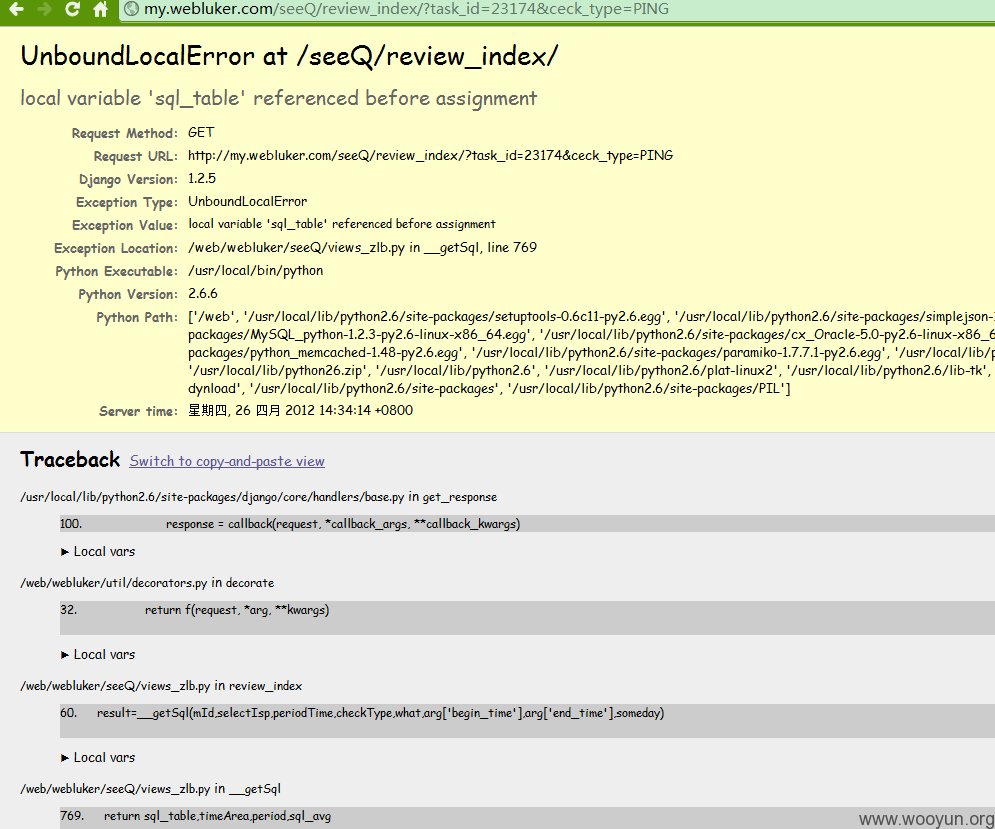 my.webluker.com/seeQ/review_index/?task_id=23174&ceck_type=PING
UnboundLocalError at /seeQ/review_index/
local variable 'sql_table' referenced before assignment
Request Method: GET
Request URL: http://my.webluker.com/seeQ/review_index/?task_id=23174&ceck_type=PING
Django Version: 1.2.5
Exception Type: UnboundLocalError
Exception Value: local variable 'sql_table' referenced before assignment
Exception Location: /web/webluker/seeQ/views_zlb.py in __getSql, line 769
Python Executable: /usr/local/bin/python
Python Version: 2.6.6
Python Path: ['/web', '/usr/local/lib/python2.6/site-packages/setuptools-0.6c11-py2.6.egg', '/usr/local/lib/python2.6/site-packages/simplejson-
packages/MySQL_python-1.2.3-py2.6-linux-x86_64.egg', '/usr/local/lib/python2.6/site-packages/cx_Oracle-5.0-py2.6-linux-x86_6
packages/python_memcached-1.48-py2.6.egg', '/usr/local/lib/python2.6/site-packages/paramiko-1.7.7.1-py2.6.egg', '/usr/local/lib/p
'/usr/local/lib/python26.zip', '/usr/local/lib/python2.6', '/usr/local/lib/python2.6/plat-linux2', '/usr/local/lib/python2.6/lib-tk',
dynload', '/usr/local/lib/python2.6/site-packages', '/usr/local/lib/python2.6/site-packages/PIL']
Server time: 星期四, 26 四月 2012 14:34:14 +0800
Traceback Switch to copy-and-paste view
/usr/local/lib/python2.6/site-packages/django/core/handlers/base.py in get_response
100. response = callback(request, *callback_args, **callback_kwargs)
▶ Local vars
/web/webluker/util/decorators.py in decorate
32. return f(request, *arg, **kwargs)
▶ Local vars
/web/webluker/seeQ/views_zlb.py in review_index
60. result=__getSql(mId,selectIsp,periodTime,checkType,what,arg['begin_time'],arg['end_time'],someday)
▶ Local vars
/web/webluker/seeQ/views_zlb.py in __getSql
769. return sql_table,timeArea,period,sql_avg
www.wooyun.org